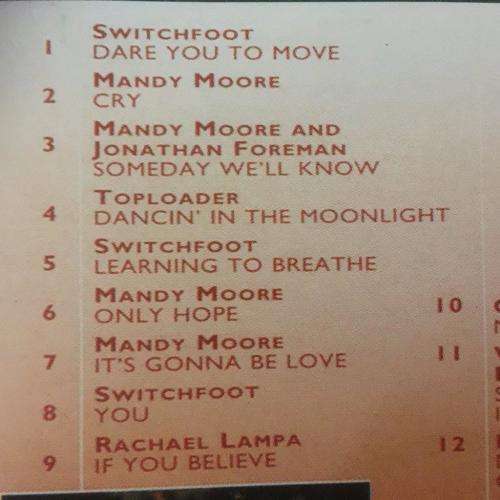 1 SWITCHFOOT
DARE YOU TO MOVE
2 MANDY MOORE
CRY
3 MANDY MOORE AND
JONATHAN FOREMAN
SOMEDAY WE'LL KNOW
4 TOPLOADER
DANCIN' IN THE MOONLIGHT
5 SWITCHFOOT
LEARNING TO BREATHE
6 MANDY MOORE
ONLY HOPE
7 MANDY MOORE
IT'S GONNA BE LOVE
8 SWITCHFOOT
YOU
9 RACHAEL LAMPA
IF YOU BELIEVE
10
11
12